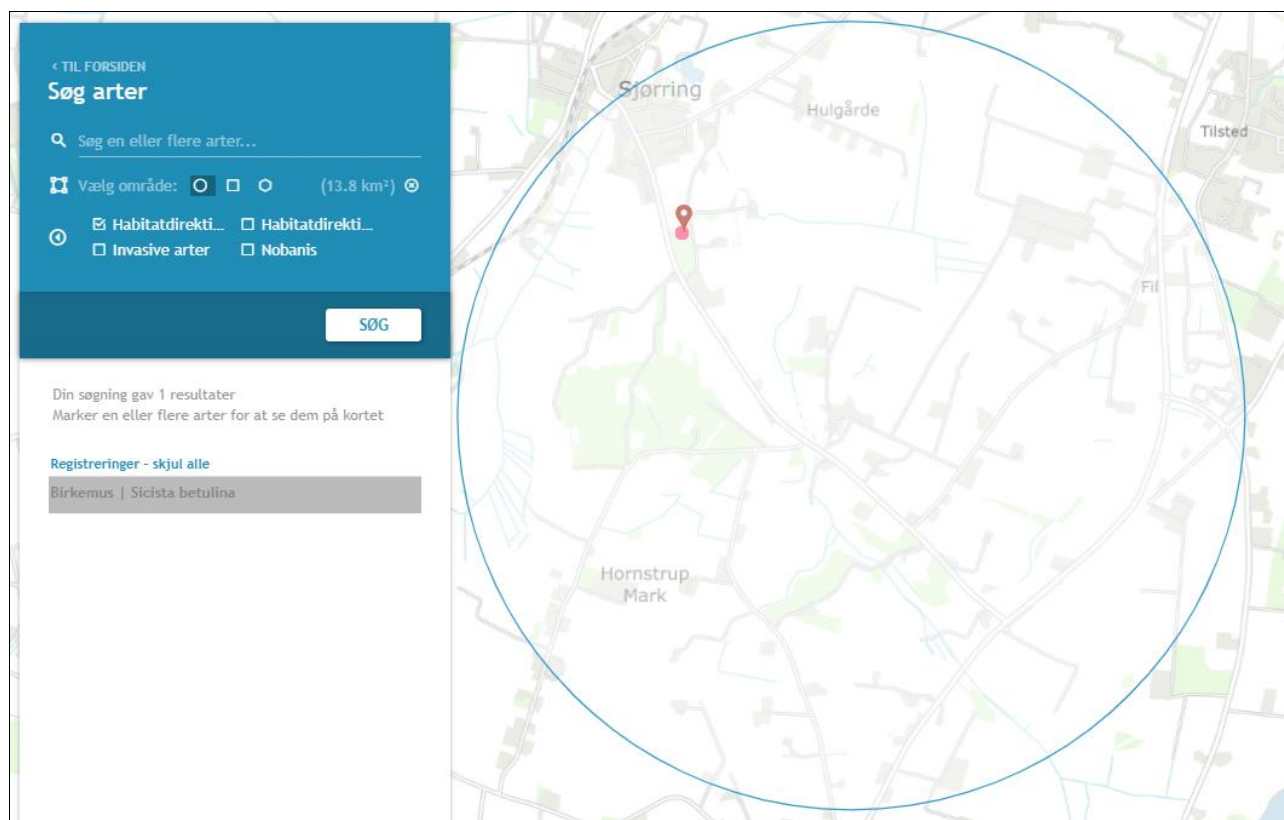 < TIL FORSIDEN
Søg arter
Søg en eller flere arter...
Vælg område: (13.8 km²)
Habitatdirekti... Habitatdirekti...
Invasive arter Nobanis
SØG
Din søgning gav 1 resultater
Marker en eller flere arter for at se dem på kortet
Registreringer - skjul alle
Birkemus | Sicista betulina
Sjørring
Hulgårde
Tilsted
Fil
Hornstrup
Mark